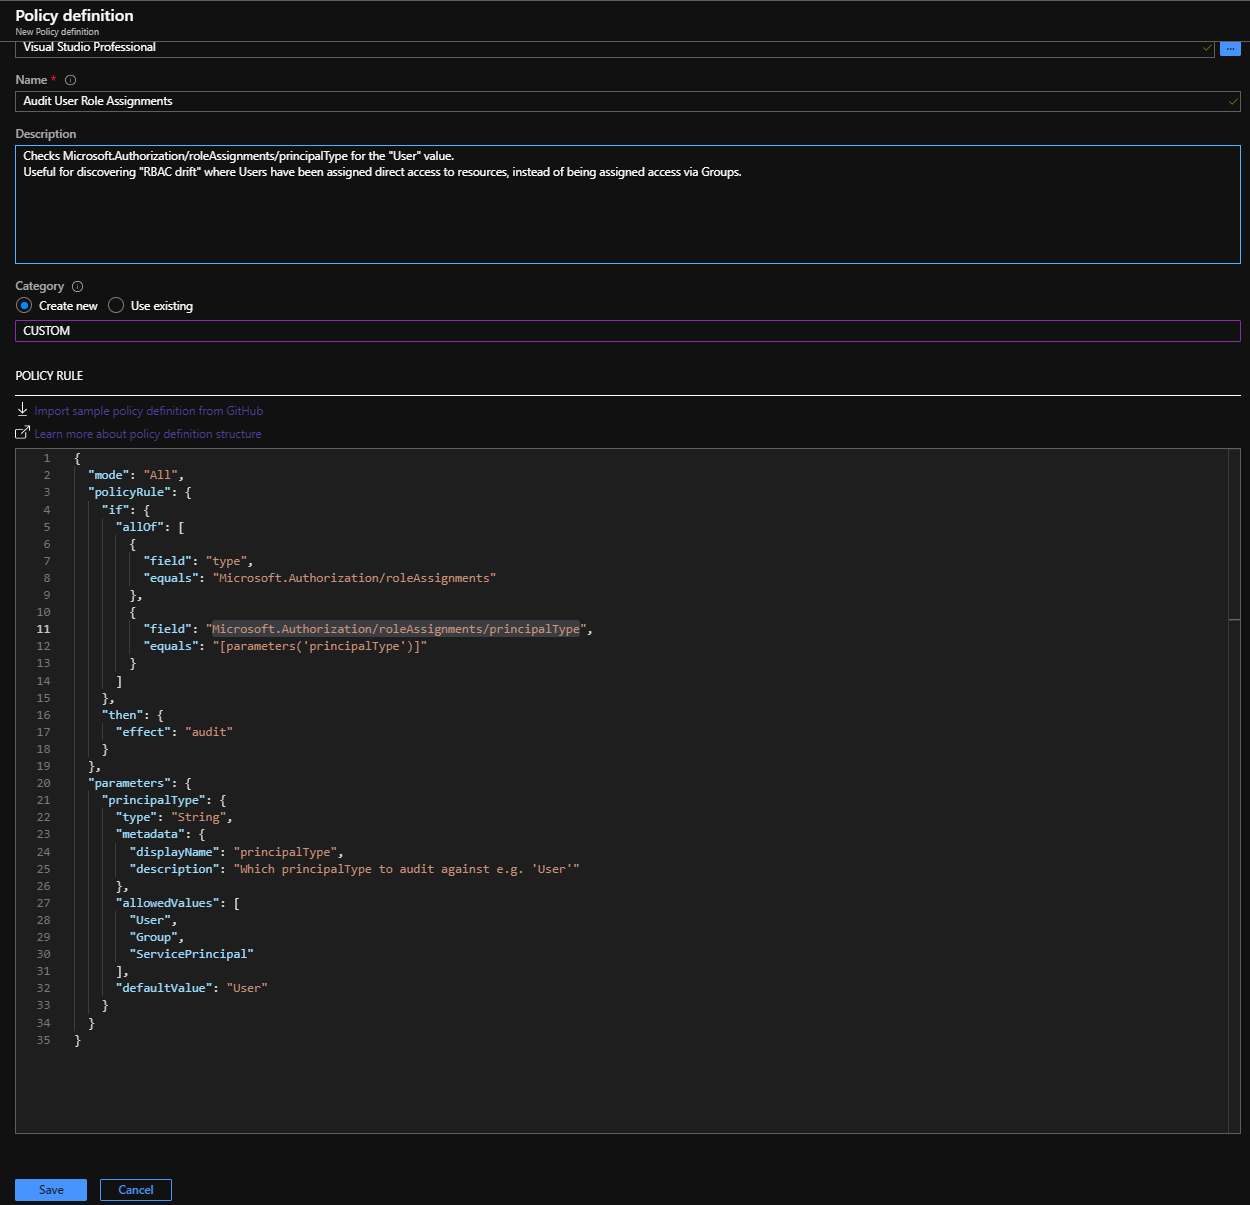 Policy definition
New Policy definition
Visual Studio Professional
...
Name *
Audit User Role Assignments
Description
Checks Microsoft.Authorization/roleAssignments/principalType for the "User" value.
Useful for discovering "RBAC drift" where Users have been assigned direct access to resources, instead of being assigned access via Groups.
Category
Create new Use existing
CUSTOM
POLICY RULE
Import sample policy definition from GitHub
Learn more about policy definition structure
1 {
2 "mode": "All",
3 "policyRule": {
4 "if": {
5 "allOf": [
6 {
7 "field": "type",
8 "equals": "Microsoft.Authorization/roleAssignments"
9 },
10 {
11 "field": "Microsoft.Authorization/roleAssignments/principalType",
12 "equals": "[parameters('principalType')]"
13 }
14 ]
15 },
16 "then": {
17 "effect": "audit"
18 }
19 },
20 "parameters": {
21 "principalType": {
22 "type": "String",
23 "metadata": {
24 "displayName": "principalType",
25 "description": "Which principalType to audit against e.g. 'User'"
26 },
27 "allowedValues": [
28 "User",
29 "Group",
30 "ServicePrincipal"
31 ],
32 "defaultValue": "User"
33 }
34 }
35 }
Save Cancel